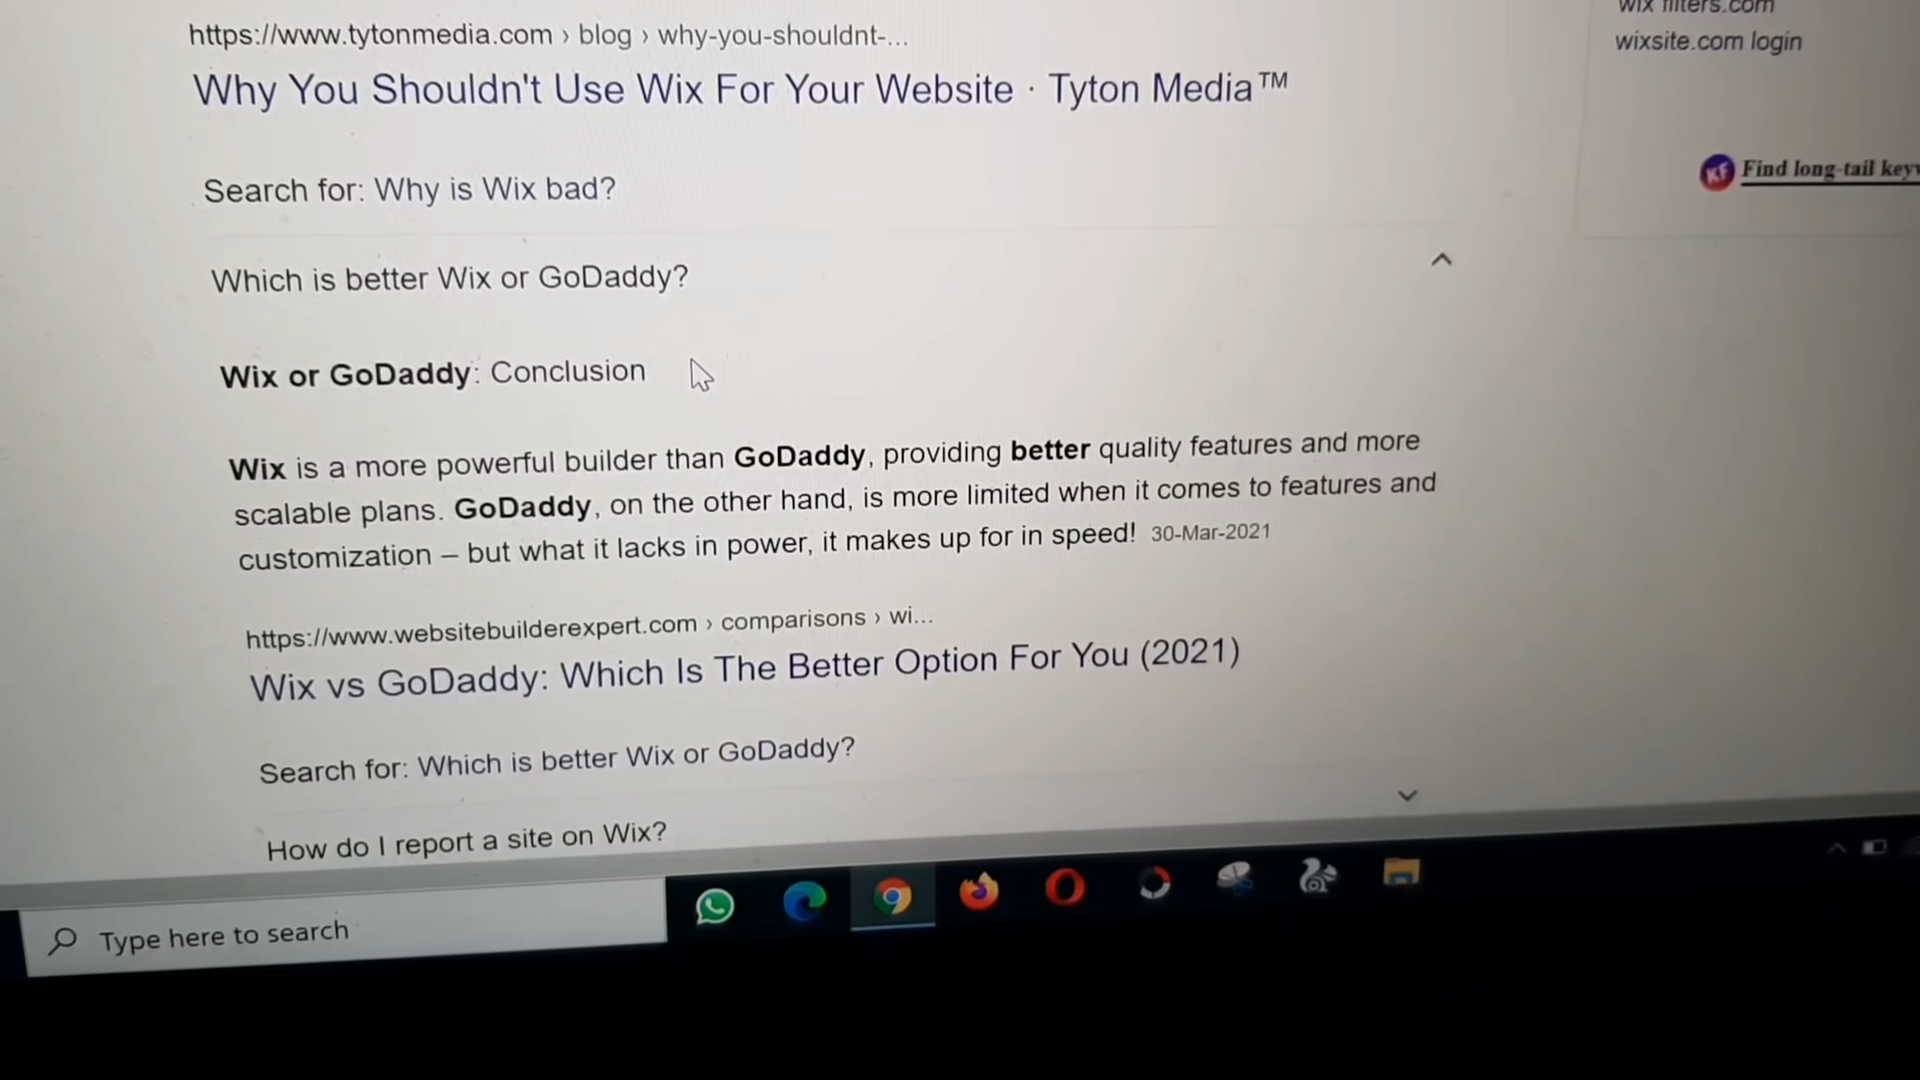 https://www.tytonmedia.com › blog › why-you-shouldnt-...
Why You Shouldn't Use Wix For Your Website · Tyton Media™
Search for: Why is Wix bad?
Which is better Wix or GoDaddy?
Wix or GoDaddy: Conclusion
Wix is a more powerful builder than GoDaddy, providing better quality features and more
scalable plans. GoDaddy, on the other hand, is more limited when it comes to features and
customization – but what it lacks in power, it makes up for in speed! 30-Mar-2021
https://www.websitebuilderexpert.com › comparisons › wi...
Wix vs GoDaddy: Which Is The Better Option For You (2021)
Search for: Which is better Wix or GoDaddy?
How do I report a site on Wix?
wix filters.com
wixsite.com login
KF Find long-tail
Type here to search